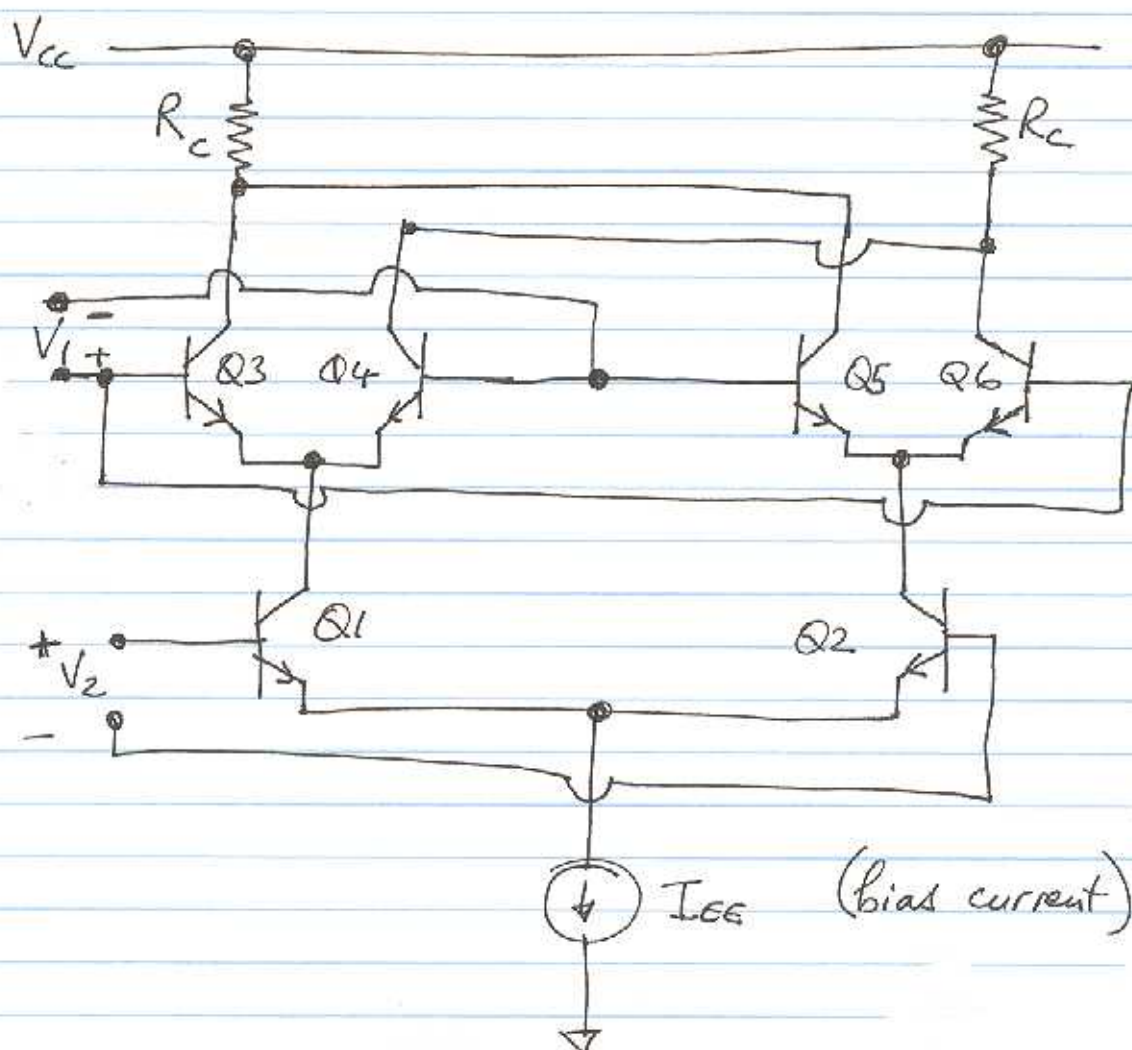 Vcc
Rc
Rc
-
V1
+
Q3
Q4
Q5
Q6
Q1
Q2
+
V2
-
IEE
(bias current)